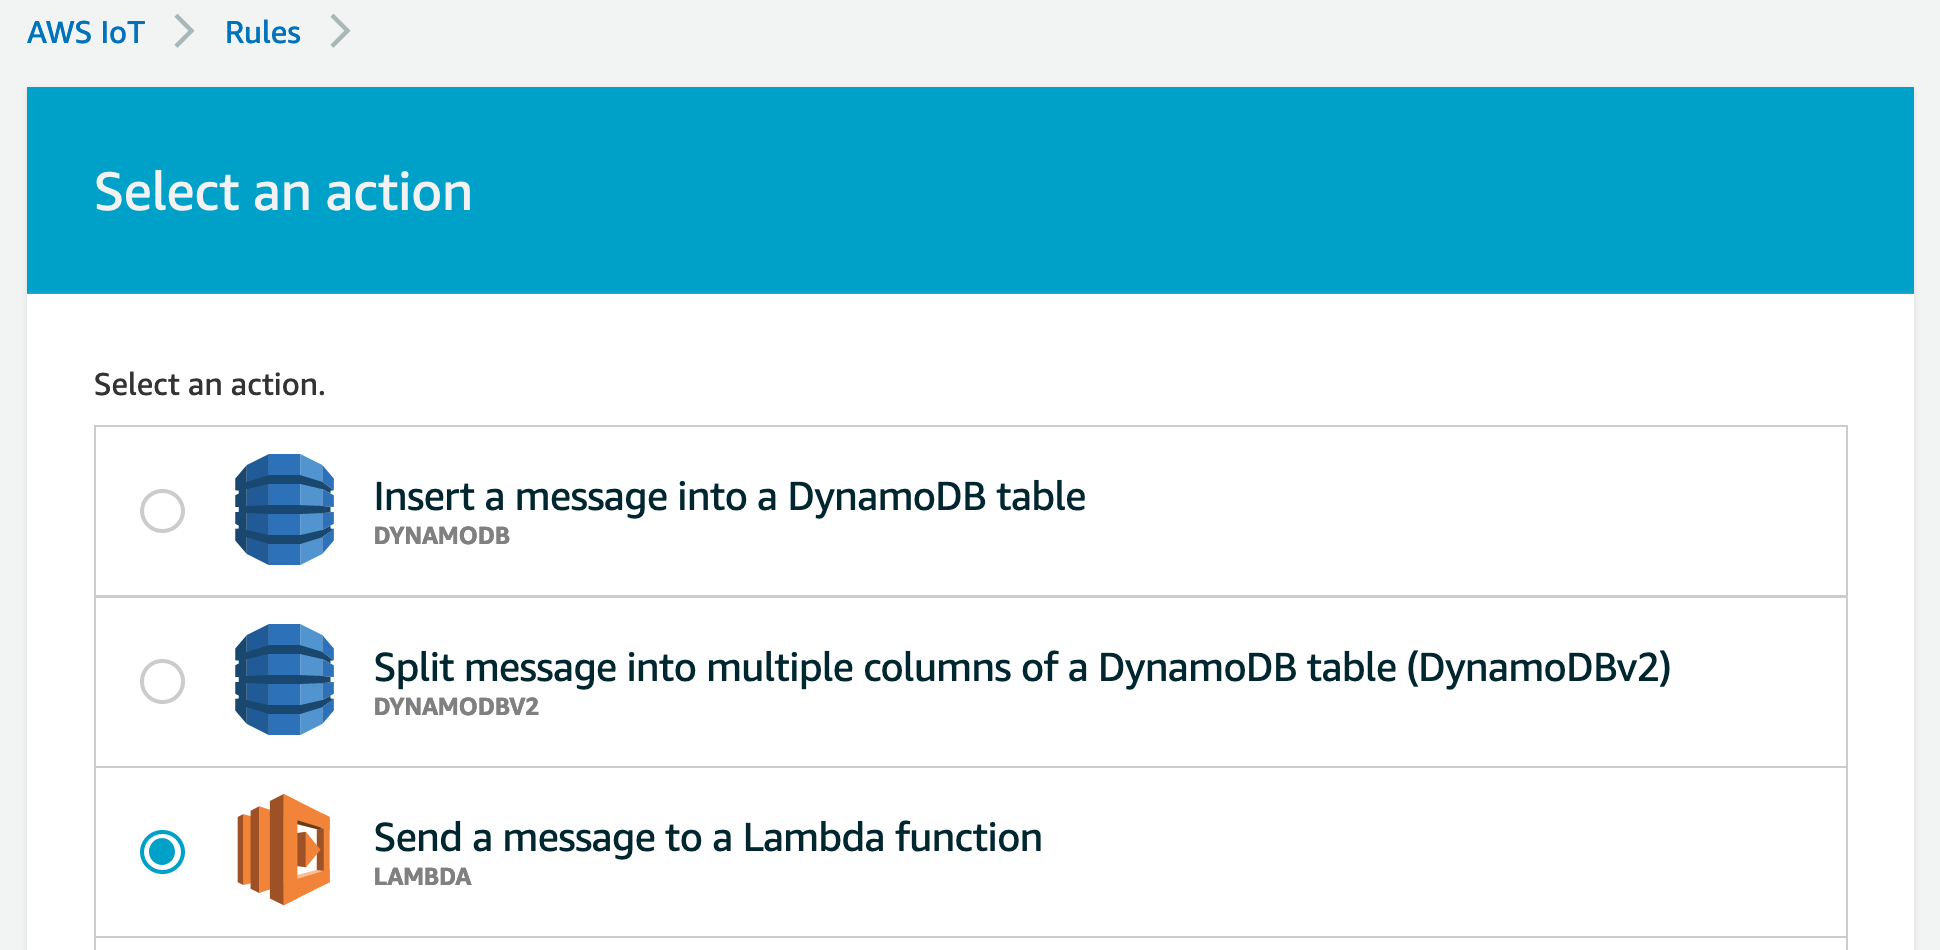 AWS IoT Rules
Select an action
Select an action.
Insert a message into a DynamoDB table
DYNAMODB
Split message into multiple columns of a DynamoDB table (DynamoDBv2)
DYNAMODBV2
Send a message to a Lambda function
LAMBDA